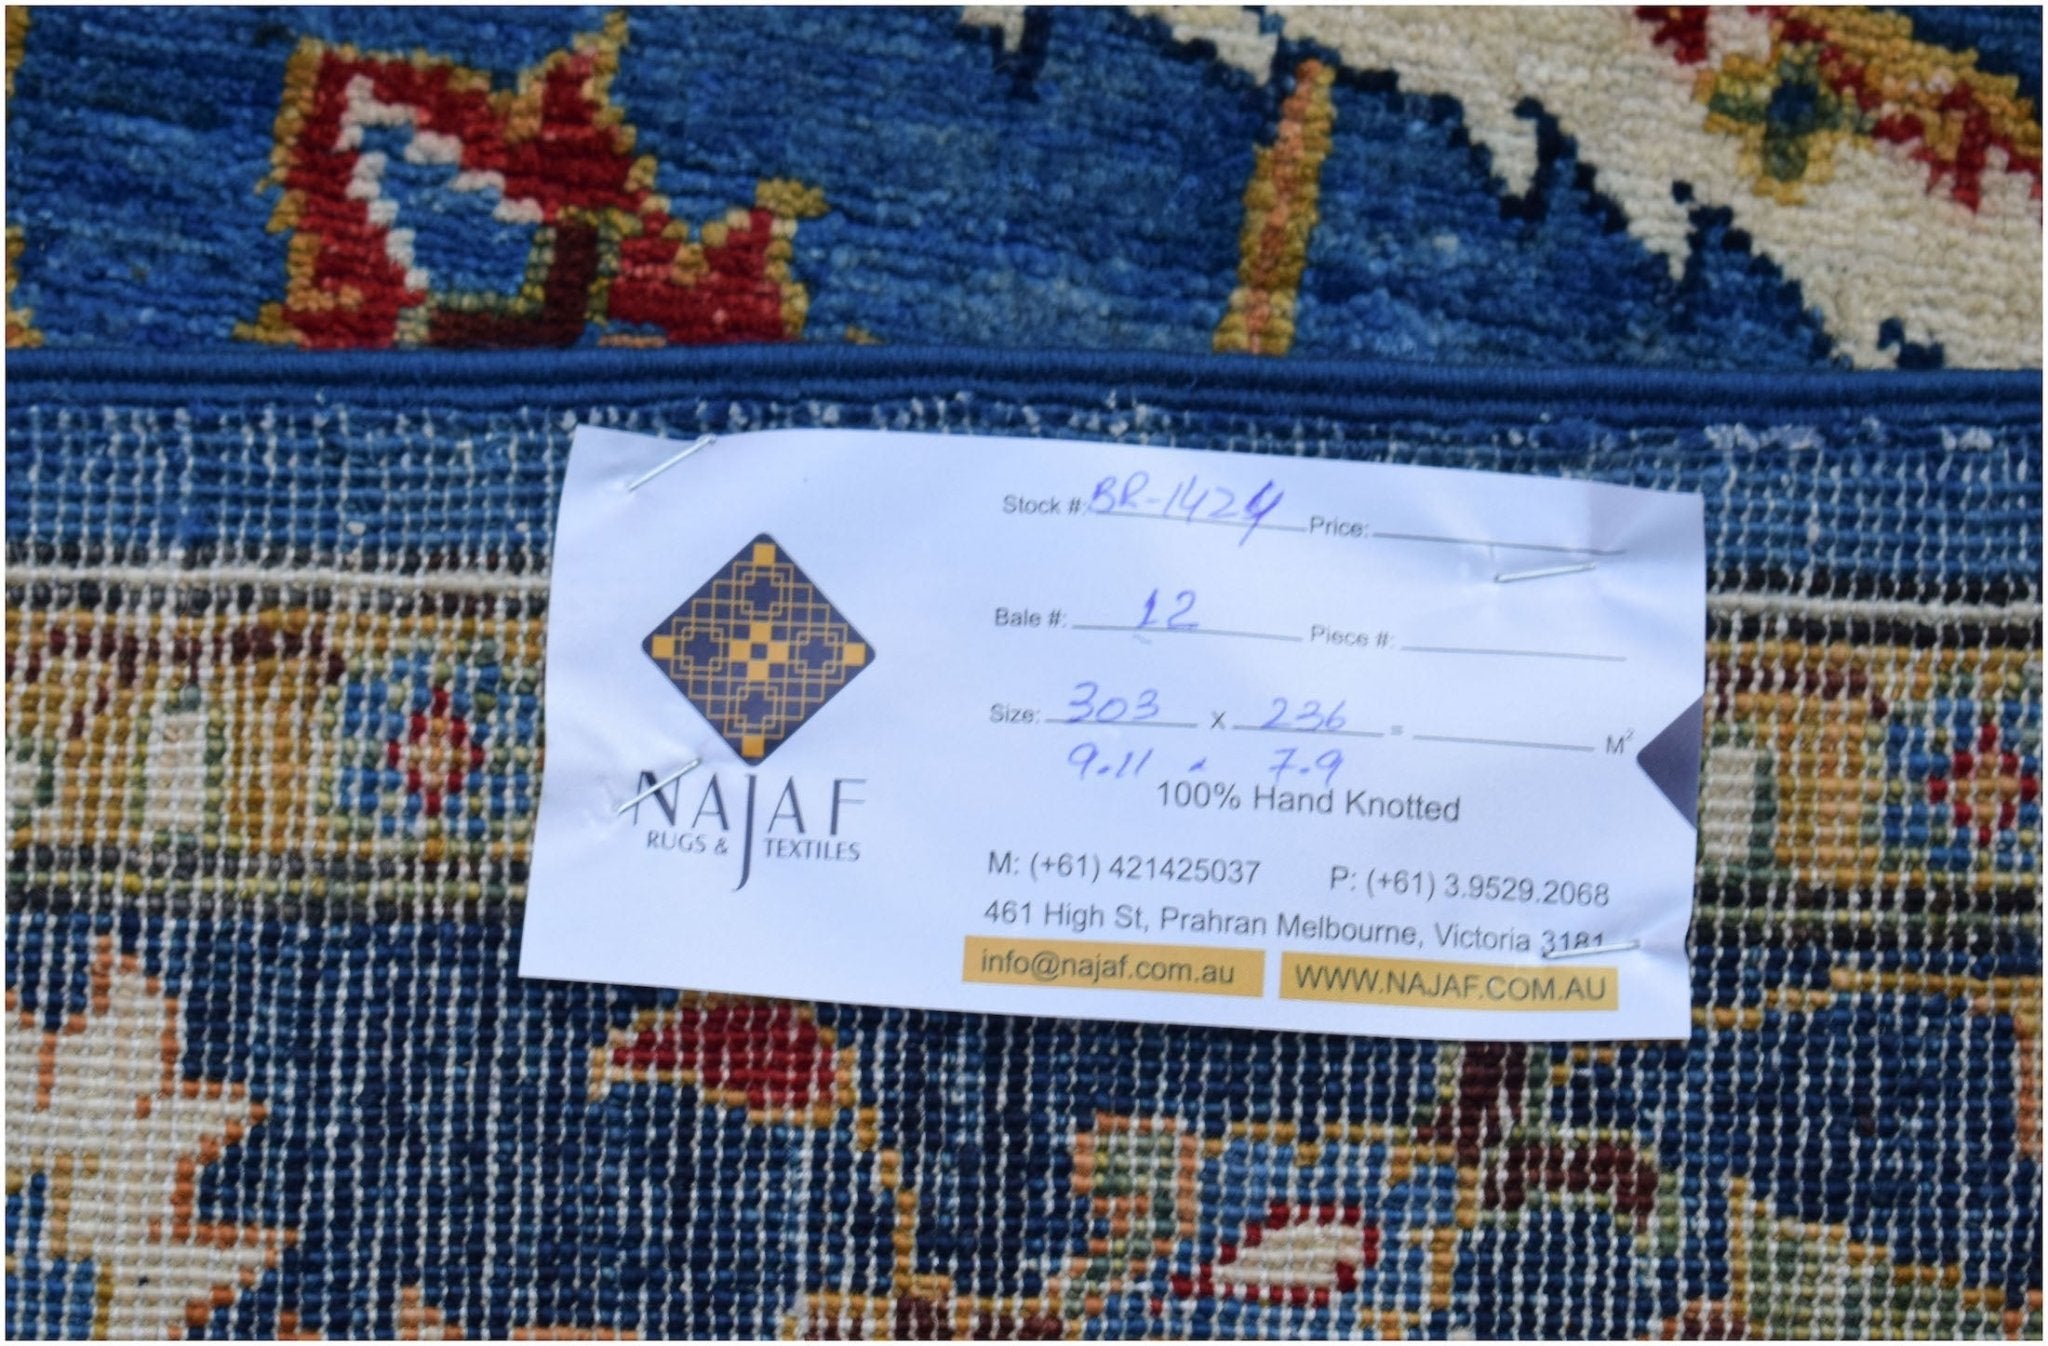 NAJAF
RUGS & TEXTILES
Stock #: BR-1424 Price:
Bale #: 12 Piece #:
Size: 303 x 236 = M²
9.11 . 7.9
100% Hand Knotted
M: (+61) 421425037 P: (+61) 3.9529.2068
461 High St, Prahran Melbourne, Victoria 3181
info@najaf.com.au WWW.NAJAF.COM.AU